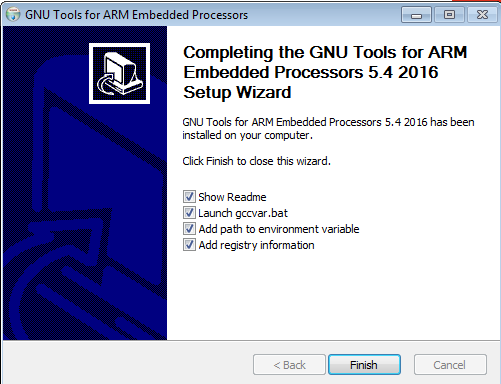 GNU Tools for ARM Embedded Processors
Completing the GNU Tools for ARM
Embedded Processors 5.4 2016
Setup Wizard
GNU Tools for ARM Embedded Processors 5.4 2016 has been
installed on your computer.
Click Finish to close this wizard.
Show Readme
Launch gccvar.bat
Add path to environment variable
Add registry information
< Back
Finish
Cancel